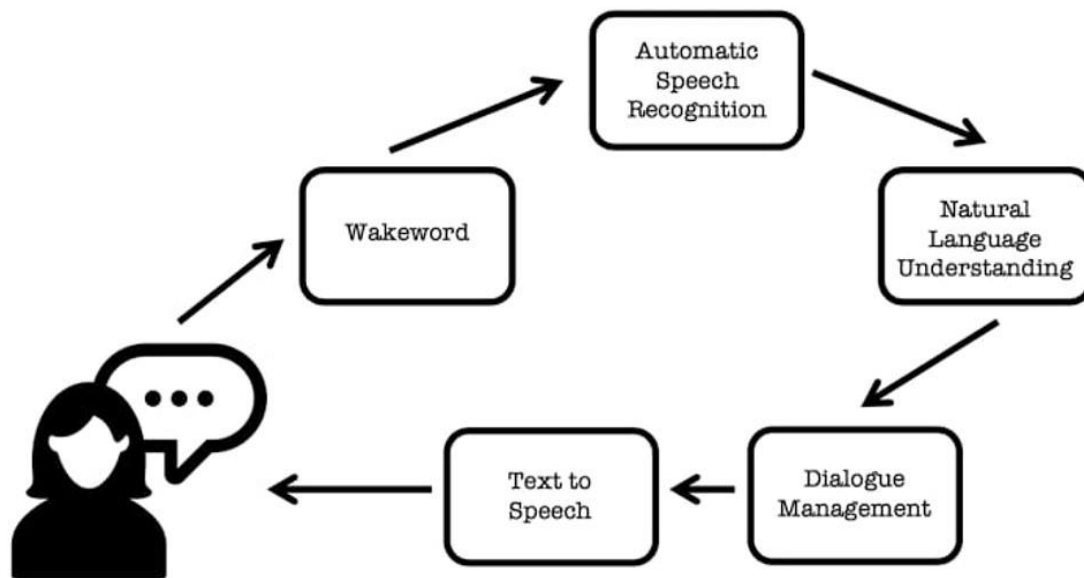 Automatic
Speech
Recognition
Wakeword
Natural
Language
Understanding
Text to
Speech
Dialogue
Management